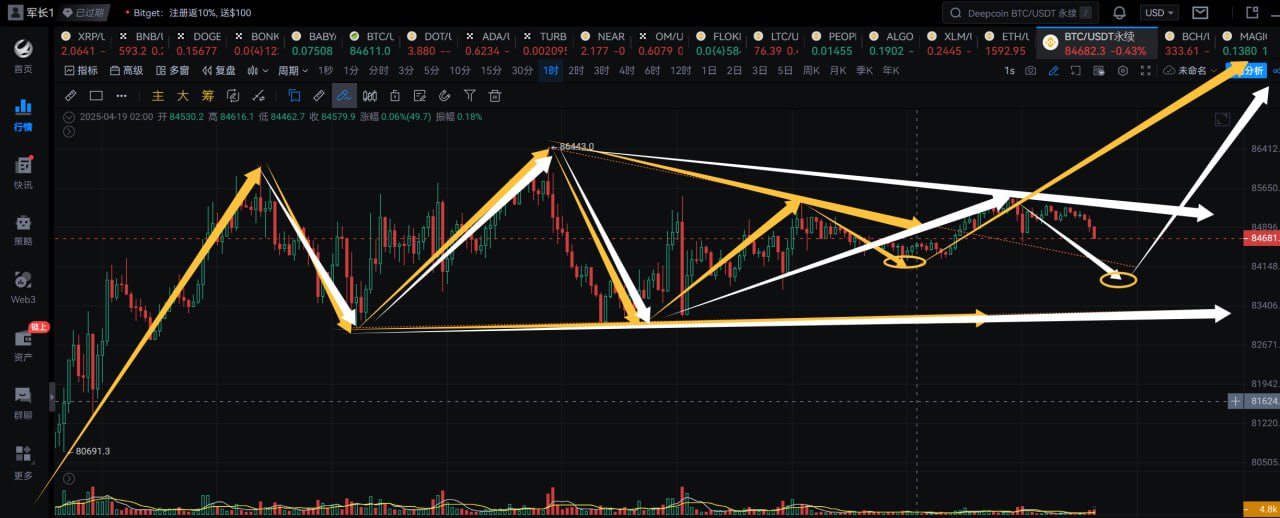 军长1 已过期 • Bitget：注册返10%, 送$100 Deepcoin BTC/USDT 永续 / USD
XRP/U BNB/U DOGE BONK BABY/ BTC/U DOT/U ADA/U TURB NEAR OM/U FLOKI LTC/U PEOPI ALGO XLM/U ETH/U BTC/USDT永续 BCH/U MAGIC
2.0641 — 593.2 0.15677 0.0(4)12 0.07508 84611.0 3.880 —— 0.6234 — 0.002095 2.177 — 0.6079 0.0(4)58 76.39 0.01455 0.1902 — 0.2445 — 1592.95 84682.3 -0.43% 333.61 — 0.1380
首页
指标 高级 多窗 复盘 周期 1秒 1分 分时 3分 5分 10分 15分 30分 1时 2时 3时 4时 6时 12时 1日 2日 3日 5日 周K 月K 季K 年K 1s 未命名 分析
主 大 筹
行情
2025-04-19 02:00 开 84530.2 高 84616.1 低 84462.7 收 84579.9 涨幅 0.06%(49.7) 振幅 0.18%
快讯
策略
Web3
链上
资产
群聊
更多
86443.0
80691.3
86412.
85650.
84896.
84681.
84148.
83406.
82671.
81624.
81220.
80505.
4.8k